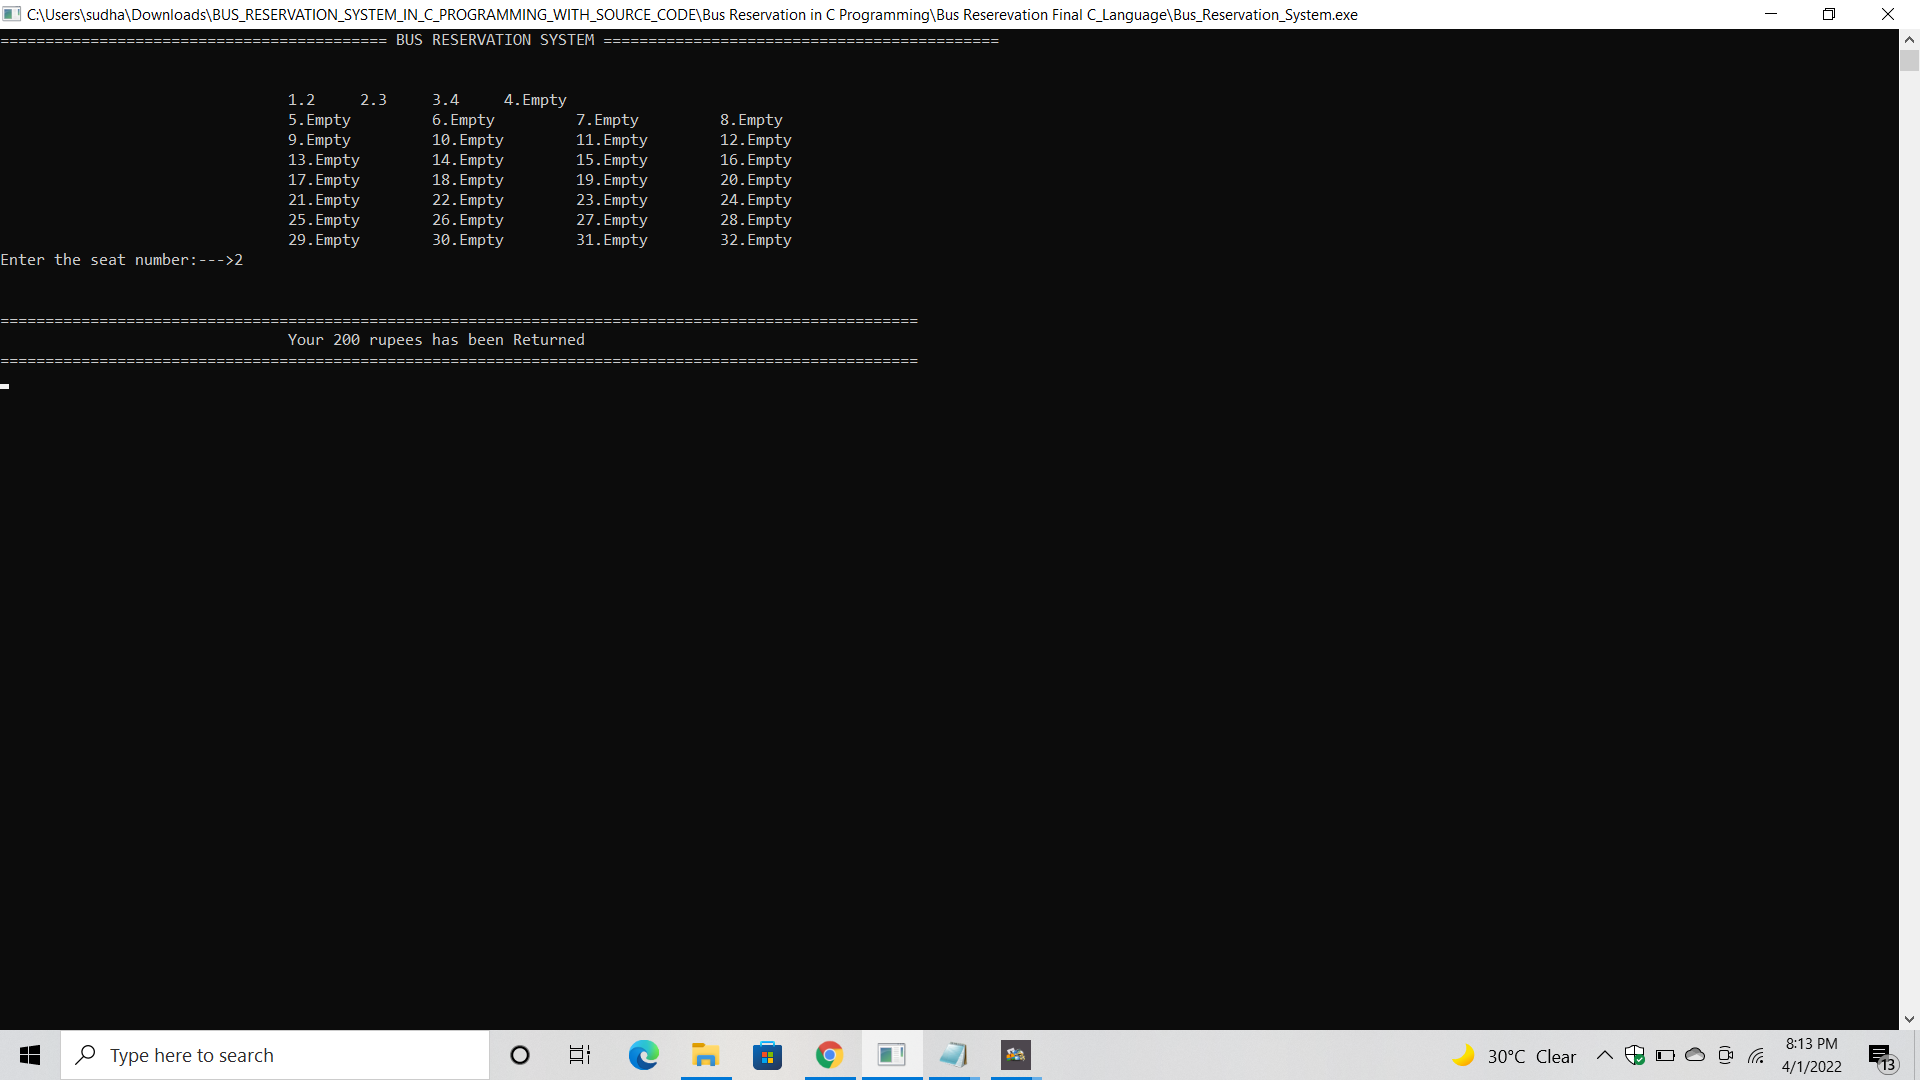 C:\Users\sudha\Downloads\BUS_RESERVATION_SYSTEM_IN_C_PROGRAMMING_WITH_SOURCE_CODE\Bus Reservation in C Programming\Bus Reserevation Final C_Language\Bus_Reservation_System.exe
=========================================== BUS RESERVATION SYSTEM ============================================
1.2 2.3 3.4 4.Empty
5.Empty 6.Empty 7.Empty 8.Empty
9.Empty 10.Empty 11.Empty 12.Empty
13.Empty 14.Empty 15.Empty 16.Empty
17.Empty 18.Empty 19.Empty 20.Empty
21.Empty 22.Empty 23.Empty 24.Empty
25.Empty 26.Empty 27.Empty 28.Empty
29.Empty 30.Empty 31.Empty 32.Empty
Enter the seat number:--->2
======================================================================================================
Your 200 rupees has been Returned
======================================================================================================
Type here to search
30°C Clear
8:13 PM
4/1/2022
13